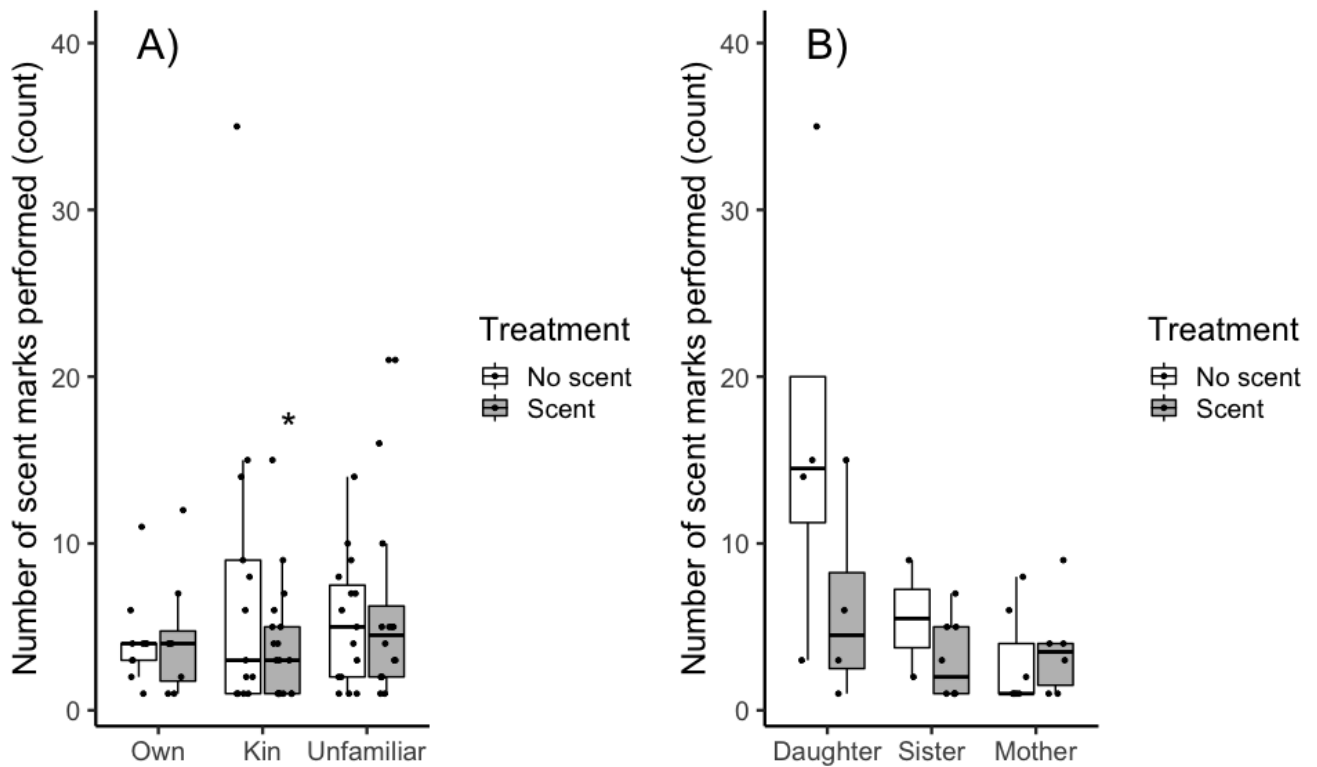 A)
Number of scent marks performed (count)
40
30
20
10
0
*
Own Kin Unfamiliar
Treatment
No scent
Scent
B)
Number of scent marks performed (count)
40
30
20
10
0
Daughter Sister Mother
Treatment
No scent
Scent